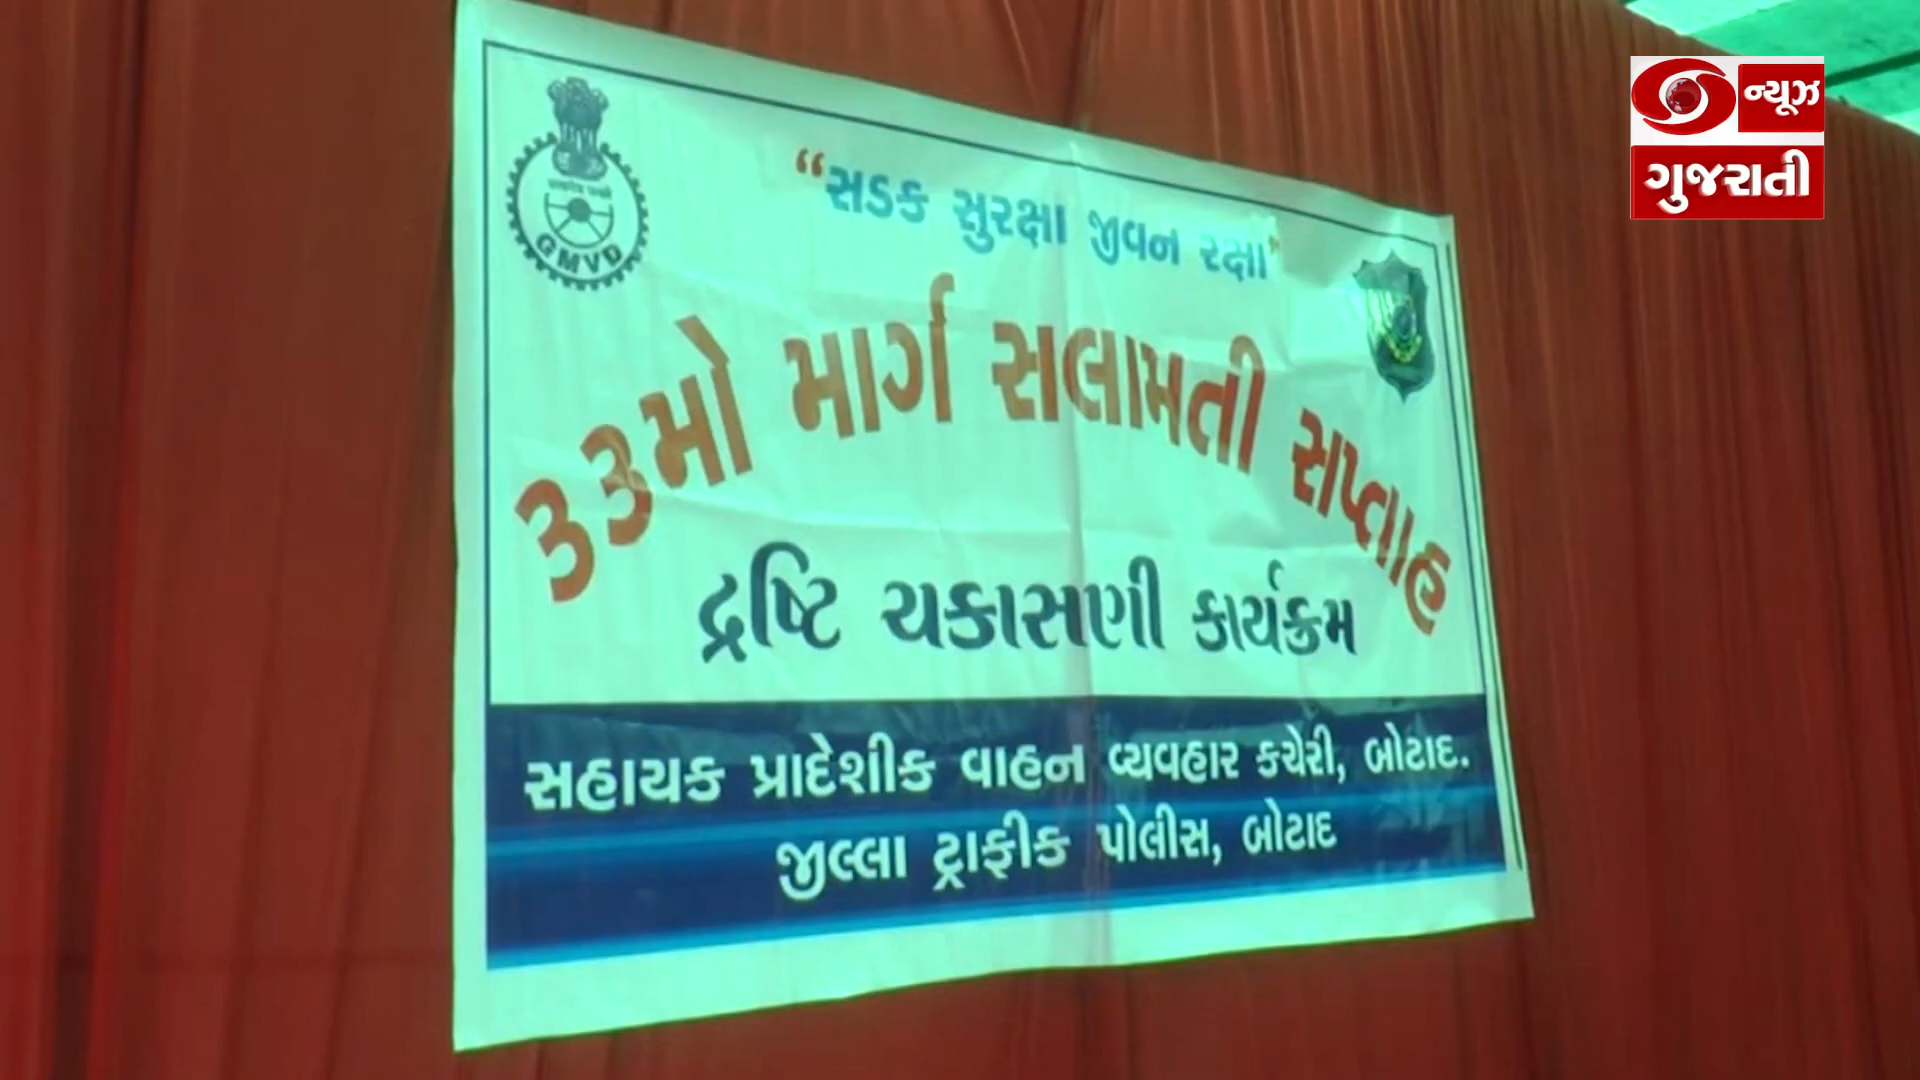 ન્યૂઝ
ગુજરાતી
"સડક સુરક્ષા જીવન રક્ષા"
૩૩મો માર્ગ સલામતી સપ્તાહ
દ્રષ્ટિ ચકાસણી કાર્યક્રમ
GMVD
સહાયક પ્રાદેશીક વાહન વ્યવહાર કચેરી, બોટાદ.
જીલ્લા ટ્રાફીક પોલીસ, બોટાદ